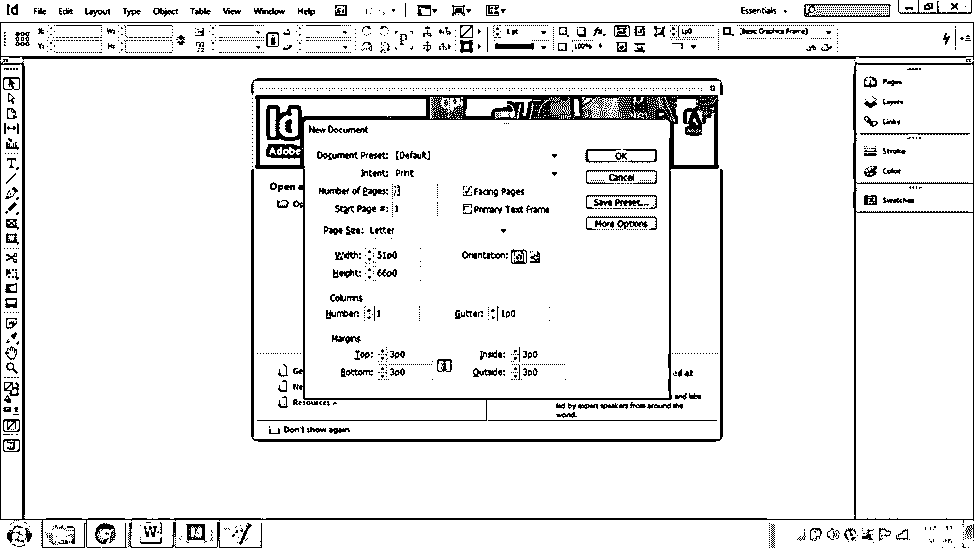 Id File Edit Layout Type Object Table View Window Help
Essentials
X:
W:
1 pt
1p0
[Basic Graphics Frame]
Y:
H:
100%
Pages
Layers
Links
Stroke
Color
Swatches
Id
Adobe
Open a
New Document
Document Preset: [Default]
OK
Intent: Print
Cancel
Number of Pages:
Facing Pages
Start Page #: 1
Primary Text Frame
Save Preset...
More Options
Page Size: Letter
Width: 51p0
Orientation:
Height: 66p0
Columns
Number: 1
Gutter: 1p0
Margins
Top: 3p0
Inside: 3p0
Bottom: 3p0
Outside: 3p0
Ge
ed at
Ne
and labs
Resources
led by expert speakers from around the
world.
Don't show again